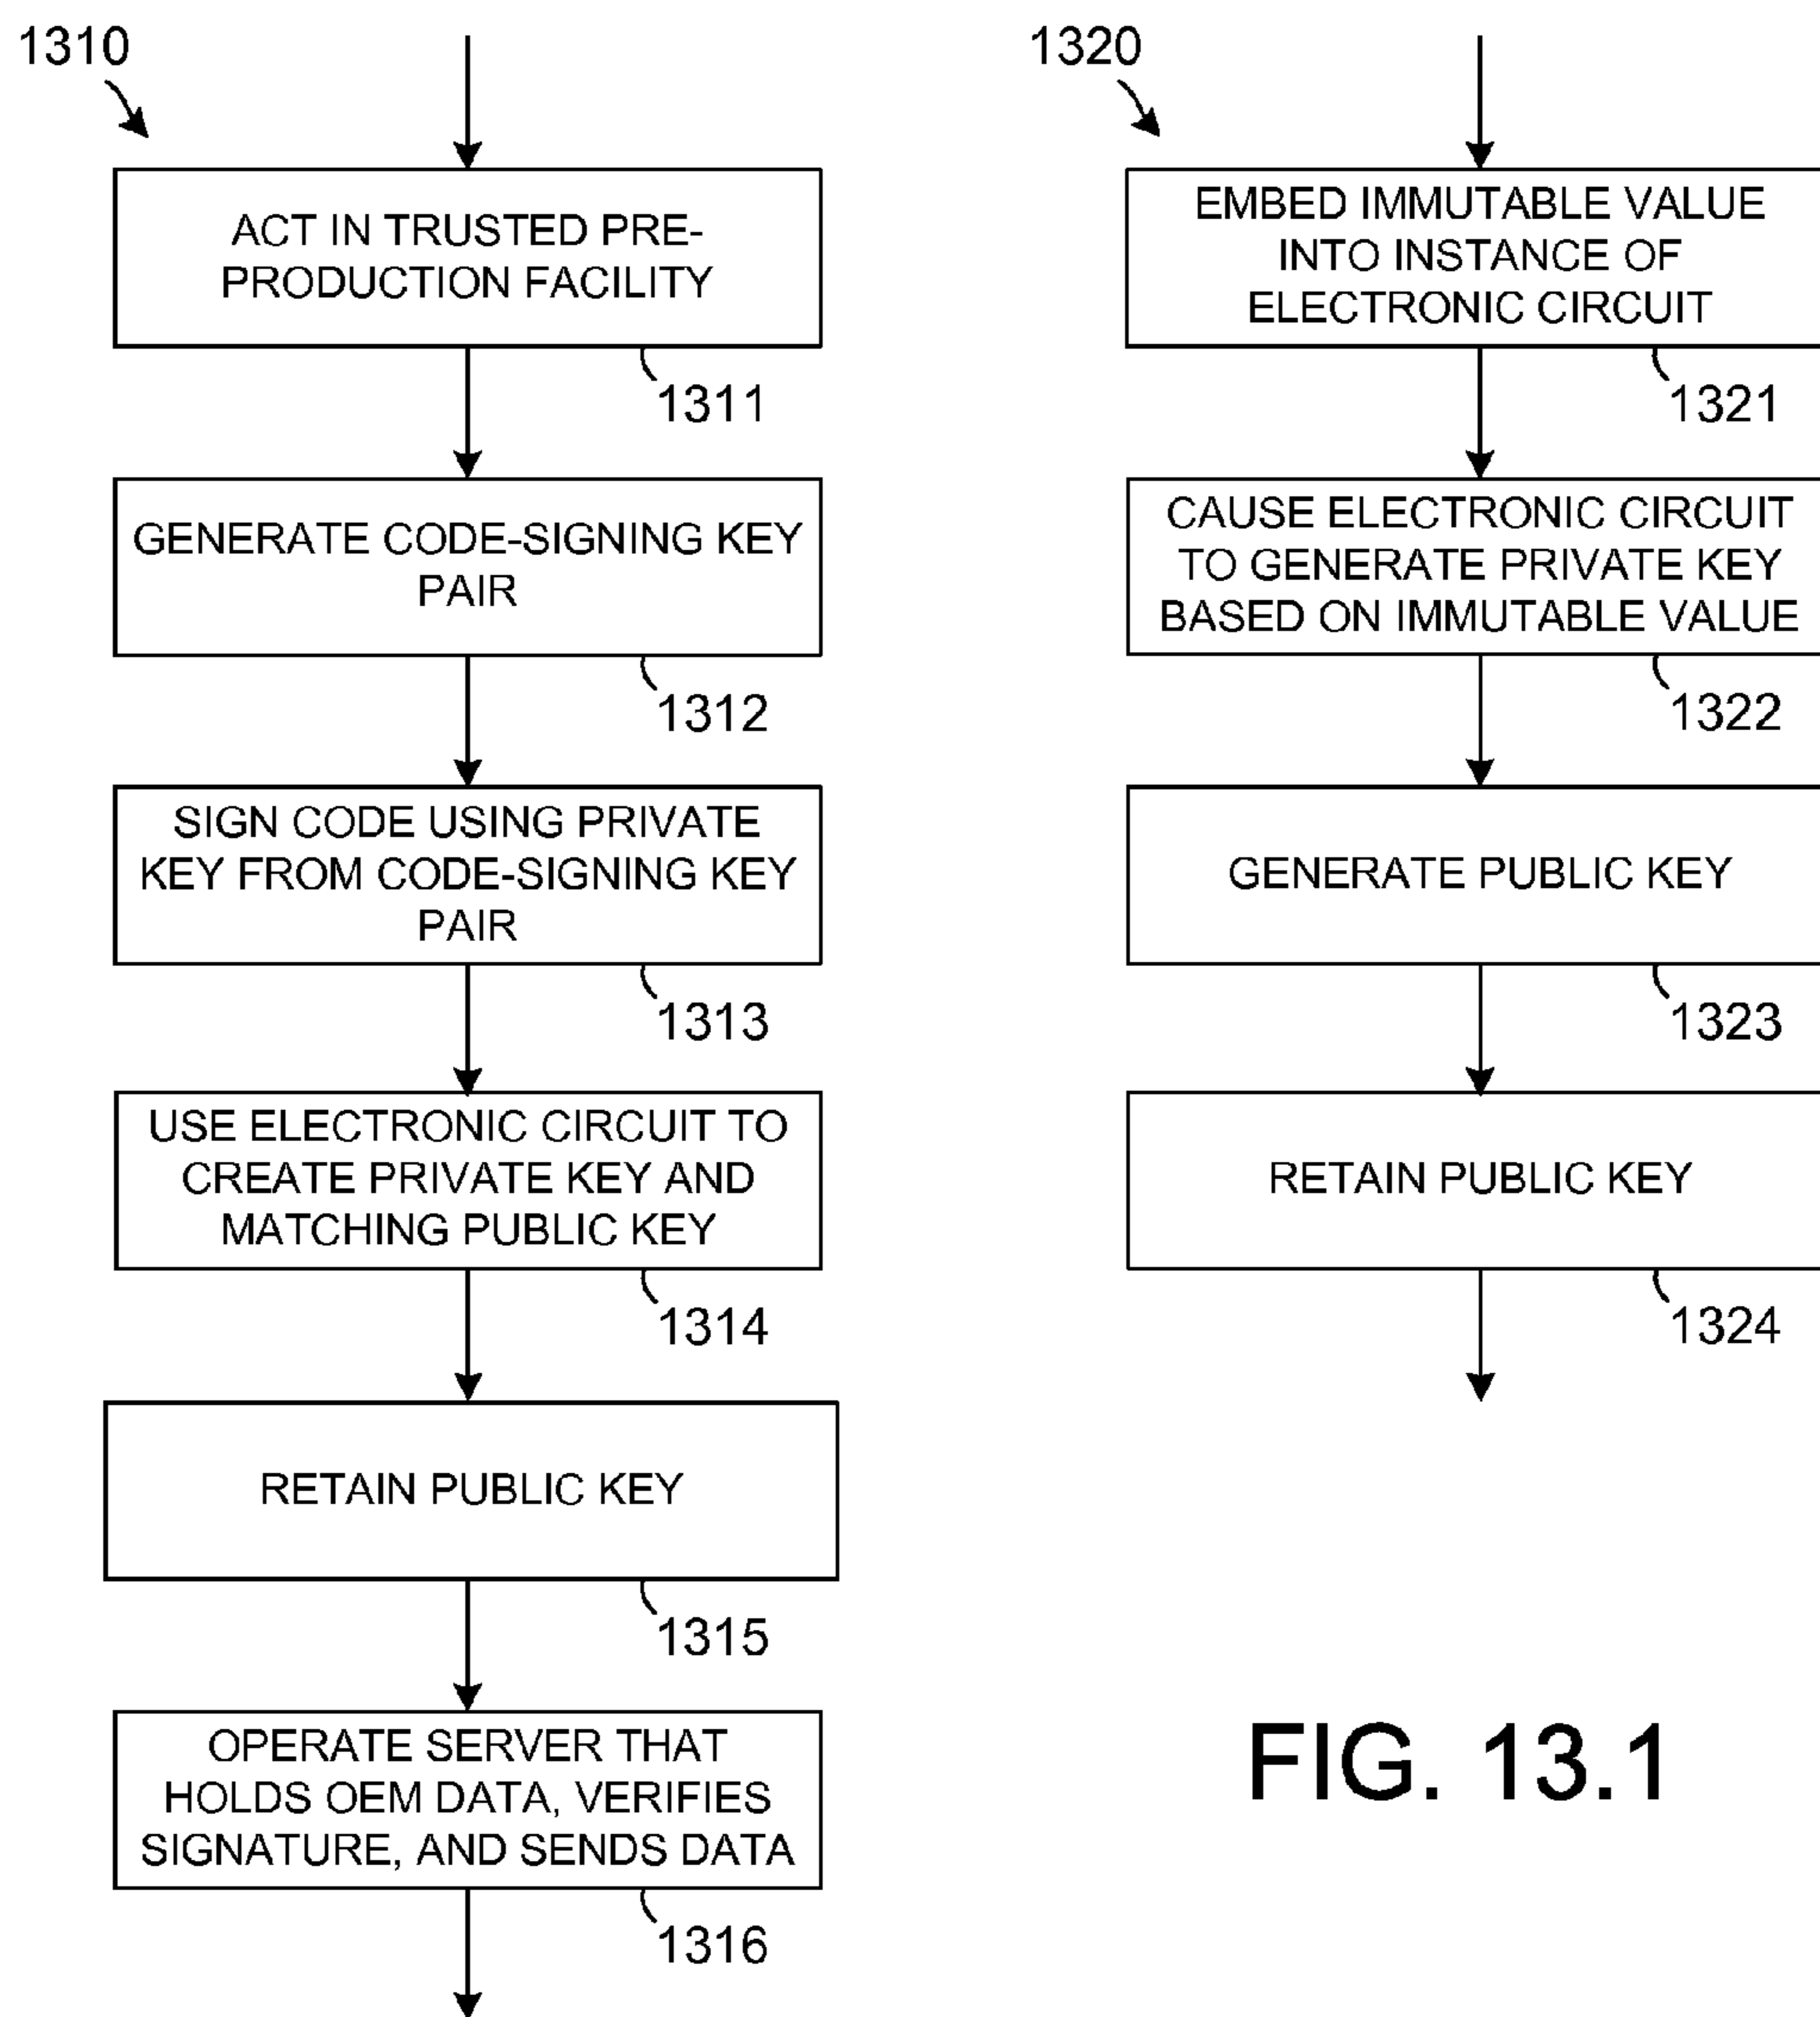 1310
ACT IN TRUSTED PRE-
PRODUCTION FACILITY
1311
GENERATE CODE-SIGNING KEY
PAIR
1312
SIGN CODE USING PRIVATE
KEY FROM CODE-SIGNING KEY
PAIR
1313
USE ELECTRONIC CIRCUIT TO
CREATE PRIVATE KEY AND
MATCHING PUBLIC KEY
1314
RETAIN PUBLIC KEY
1315
OPERATE SERVER THAT
HOLDS OEM DATA, VERIFIES
SIGNATURE, AND SENDS DATA
1316
1320
EMBED IMMUTABLE VALUE
INTO INSTANCE OF
ELECTRONIC CIRCUIT
1321
CAUSE ELECTRONIC CIRCUIT
TO GENERATE PRIVATE KEY
BASED ON IMMUTABLE VALUE
1322
GENERATE PUBLIC KEY
1323
RETAIN PUBLIC KEY
1324
FIG. 13.1